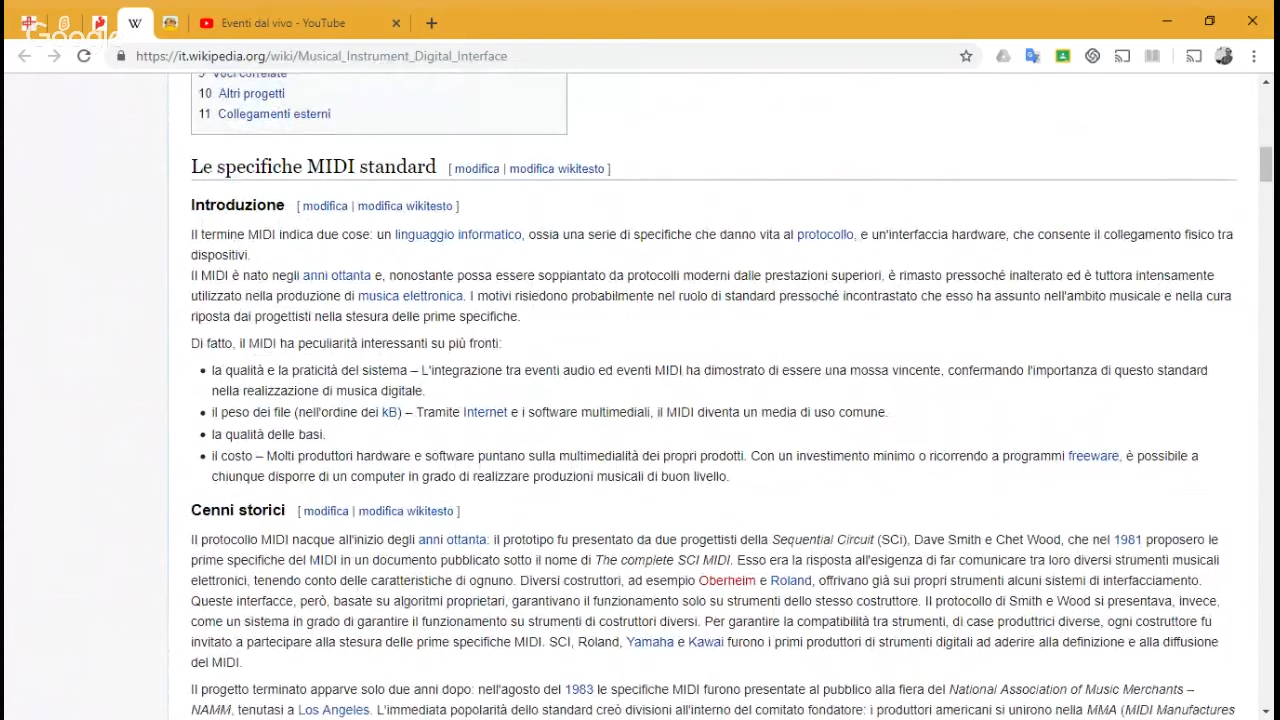 Google
Eventi dal vivo - YouTube
https://it.wikipedia.org/wiki/Musical_Instrument_Digital_Interface
9 Voci correlate
10 Altri progetti
11 Collegamenti esterni
Le specifiche MIDI standard [ modifica | modifica wikitesto ]
Introduzione [ modifica | modifica wikitesto ]
Il termine MIDI indica due cose: un linguaggio informatico, ossia una serie di specifiche che danno vita al protocollo, e un'interfaccia hardware, che consente il collegamento fisico tra
dispositivi.
Il MIDI è nato negli anni ottanta e, nonostante possa essere soppiantato da protocolli moderni dalle prestazioni superiori, è rimasto pressoché inalterato ed è tuttora intensamente
utilizzato nella produzione di musica elettronica. I motivi risiedono probabilmente nel ruolo di standard pressoché incontrastato che esso ha assunto nell'ambito musicale e nella cura
riposta dai progettisti nella stesura delle prime specifiche.
Di fatto, il MIDI ha peculiarità interessanti su più fronti:
• la qualità e la praticità del sistema – L'integrazione tra eventi audio ed eventi MIDI ha dimostrato di essere una mossa vincente, confermando l'importanza di questo standard
nella realizzazione di musica digitale.
• il peso dei file (nell'ordine dei kB) – Tramite Internet e i software multimediali, il MIDI diventa un media di uso comune.
• la qualità delle basi.
• il costo – Molti produttori hardware e software puntano sulla multimedialità dei propri prodotti. Con un investimento minimo o ricorrendo a programmi freeware, è possibile a
chiunque disporre di un computer in grado di realizzare produzioni musicali di buon livello.
Cenni storici [ modifica | modifica wikitesto ]
Il protocollo MIDI nacque all'inizio degli anni ottanta: il prototipo fu presentato da due progettisti della Sequential Circuit (SCi), Dave Smith e Chet Wood, che nel 1981 proposero le
prime specifiche del MIDI in un documento pubblicato sotto il nome di The complete SCI MIDI. Esso era la risposta all'esigenza di far comunicare tra loro diversi strumenti musicali
elettronici, tenendo conto delle caratteristiche di ognuno. Diversi costruttori, ad esempio Oberheim e Roland, offrivano già sui propri strumenti alcuni sistemi di interfacciamento.
Queste interfacce, però, basate su algoritmi proprietari, garantivano il funzionamento solo su strumenti dello stesso costruttore. Il protocollo di Smith e Wood si presentava, invece,
come un sistema in grado di garantire il funzionamento su strumenti di costruttori diversi. Per garantire la compatibilità tra strumenti, di case produttrici diverse, ogni costruttore fu
invitato a partecipare alla stesura delle prime specifiche MIDI. SCI, Roland, Yamaha e Kawai furono i primi produttori di strumenti digitali ad aderire alla definizione e alla diffusione
del MIDI.
Il progetto terminato apparve solo due anni dopo: nell'agosto del 1983 le specifiche MIDI furono presentate al pubblico alla fiera del National Association of Music Merchants –
NAMM, tenutasi a Los Angeles. L'immediata popolarità dello standard creò divisioni all'interno del comitato fondatore: i produttori americani si unirono nella MMA (MIDI Manufactures